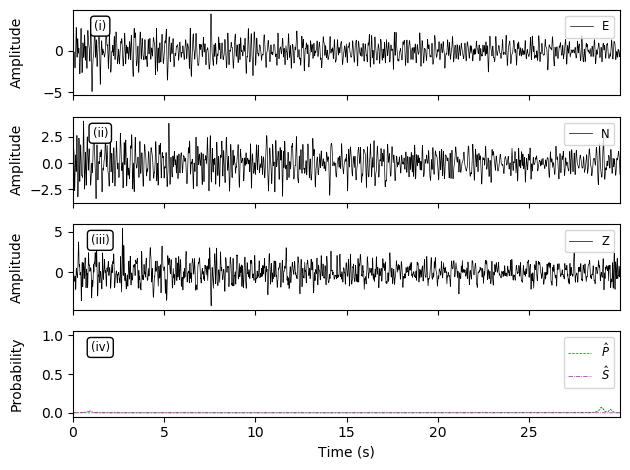 Amplitude
0
−5
(i)
E
Amplitude
2.5
0.0
−2.5
(ii)
N
Amplitude
5
0
(iii)
Z
Probability
1.0
0.5
0.0
(iv)
P̂
Ŝ
0 5 10 15 20 25
Time (s)